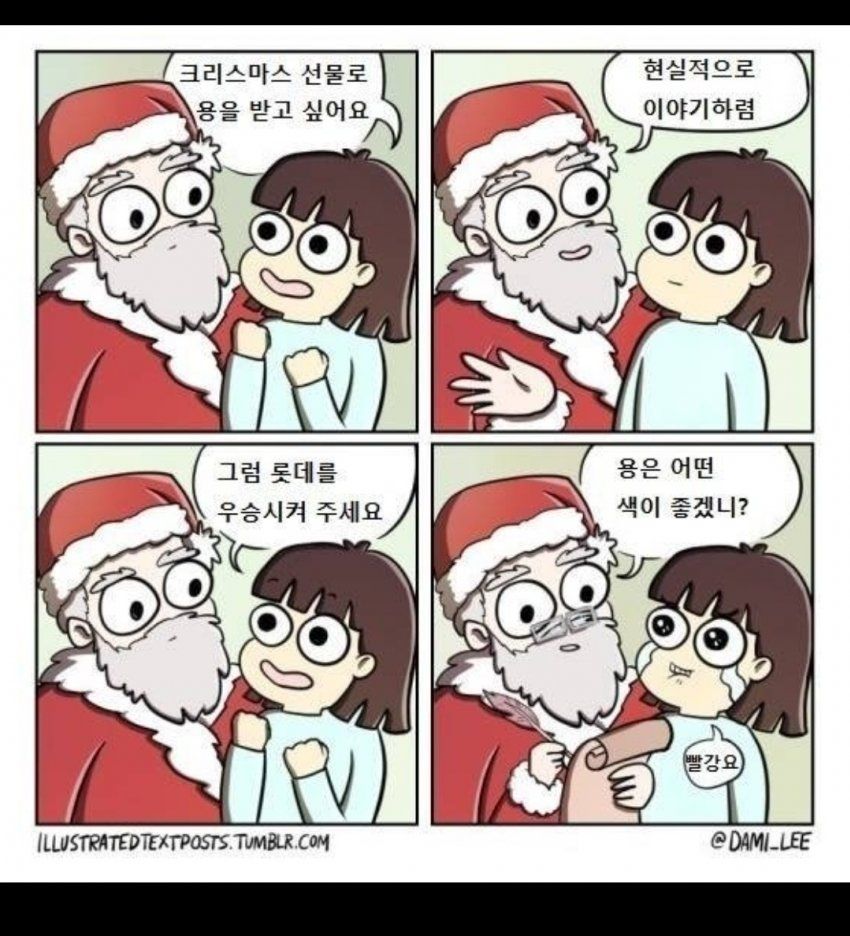 크리스마스 선물로
용을 받고 싶어요
현실적으로
이야기하렴
그럼 롯데를
우승시켜 주세요
용은 어떤
색이 좋겠니?
빨강요
ILLUSTRATEDTEXTPOSTS.TUMBLR.COM
@DAMI_LEE